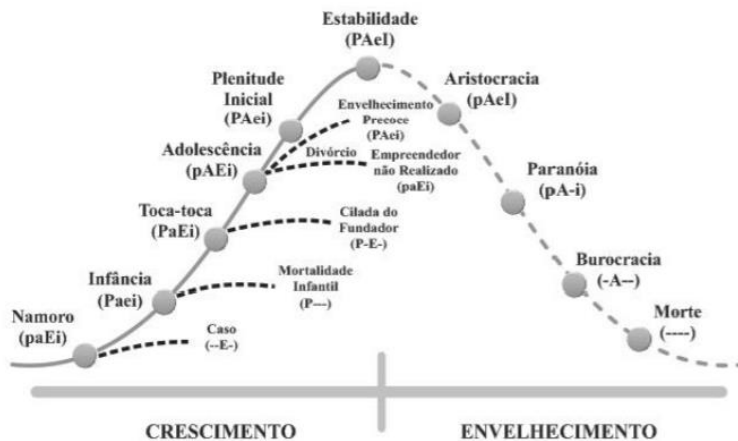 Estabilidade
(PAeI)
Plenitude
Inicial
(PAei)
Envelhecimento
Precoce
(PAei)
Aristocracia
(pAeI)
Adolescência
(pAEi)
Divórcio
Empreendedor
não Realizado
(paEi)
Paranóia
(pA-i)
Toca-toca
(PaEi)
Cilada do
Fundador
(P-E-)
Infância
(Paei)
Mortalidade
Infantil
(P---)
Burocracia
(-A--)
Namoro
(paEi)
Caso
(--E-)
Morte
(----)
CRESCIMENTO
ENVELHECIMENTO